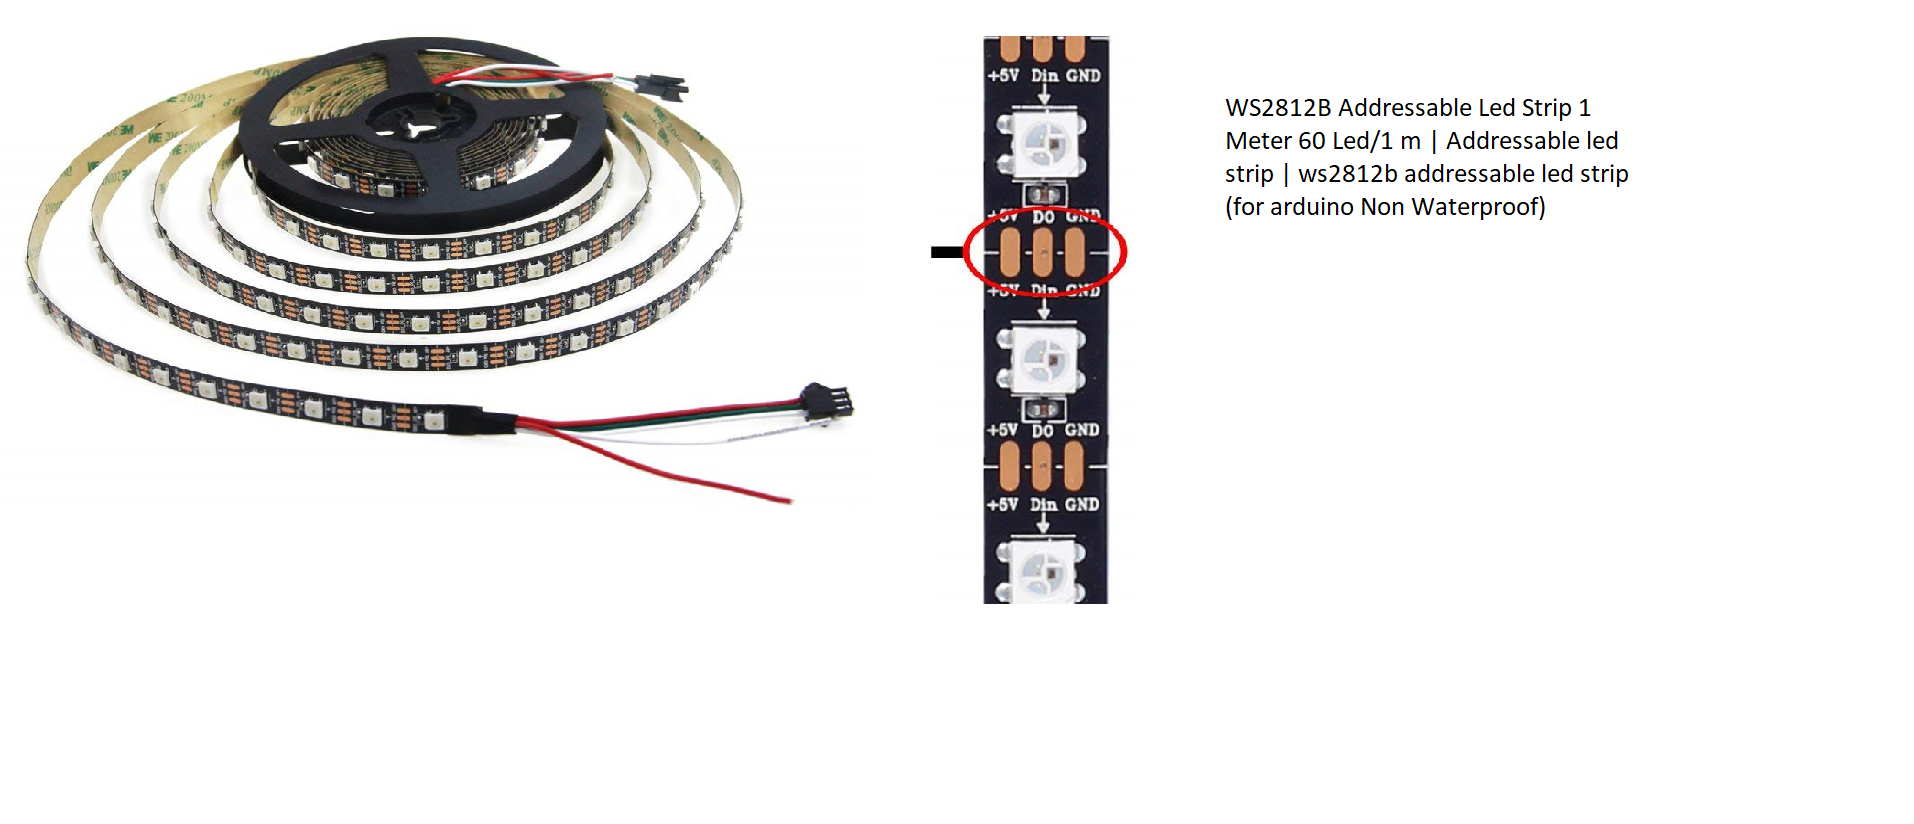 +5V Din GND
+5V DO GND
+5V Din GND
+5V DO GND
+5V Din GND
WS2812B Addressable Led Strip 1
Meter 60 Led/1 m | Addressable led
strip | ws2812b addressable led strip
(for arduino Non Waterproof)